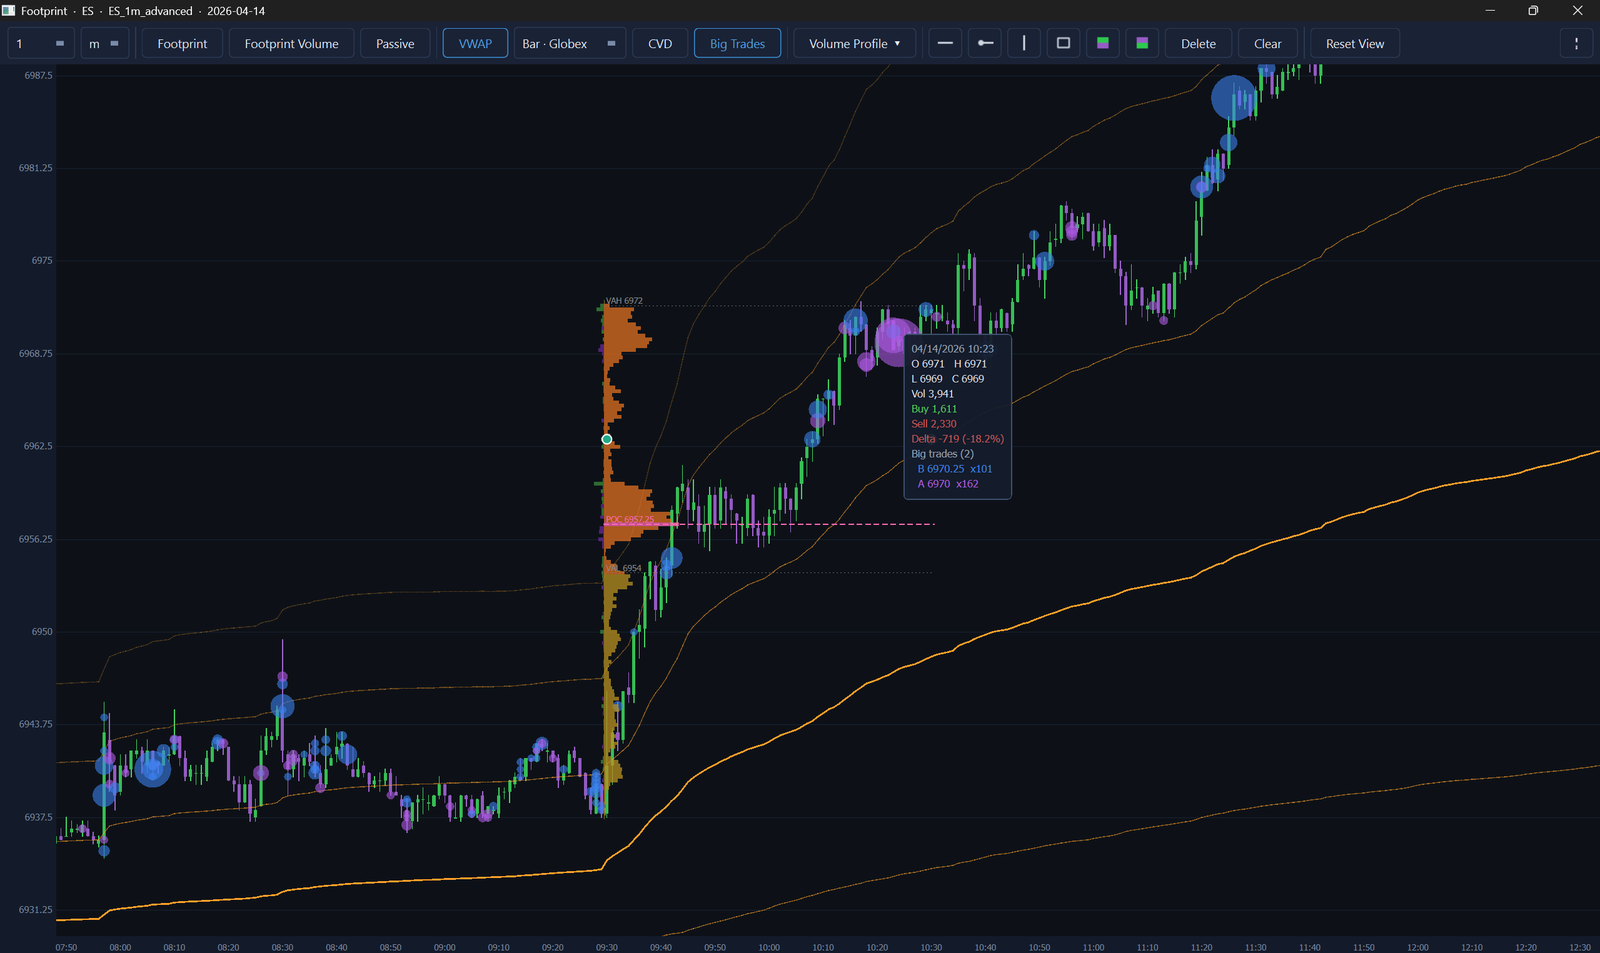 Footprint · ES · ES_1m_advanced · 2026-04-14
1 m Footprint Footprint Volume Passive VWAP Bar · Globex CVD Big Trades Volume Profile ▾ Delete Clear Reset View
6987.5
6981.25
6975
6968.75
6962.5
6956.25
6950
6943.75
6937.5
6931.25
VAH 6972
POC 6957.25
VAL 6954
04/14/2026 10:23
O 6971 H 6971
L 6969 C 6969
Vol 3,941
Buy 1,611
Sell 2,330
Delta -719 (-18.2%)
Big trades (2)
B 6970.25 x101
A 6970 x162
07:50 08:00 08:10 08:20 08:30 08:40 08:50 09:00 09:10 09:20 09:30 09:40 09:50 10:00 10:10 10:20 10:30 10:40 10:50 11:00 11:10 11:20 11:30 11:40 11:50 12:00 12:10 12:20 12:30